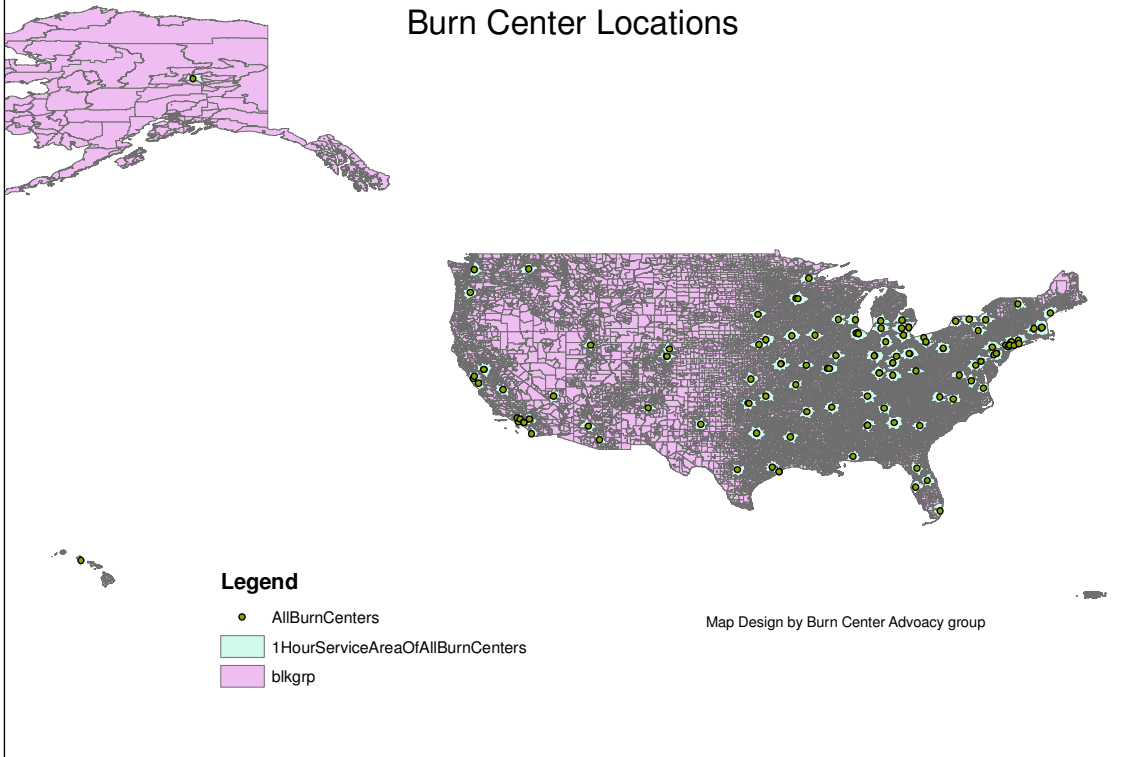 Burn Center Locations
Legend
AllBurnCenters
1HourServiceAreaOfAllBurnCenters
blkgrp
Map Design by Burn Center Advoacy group